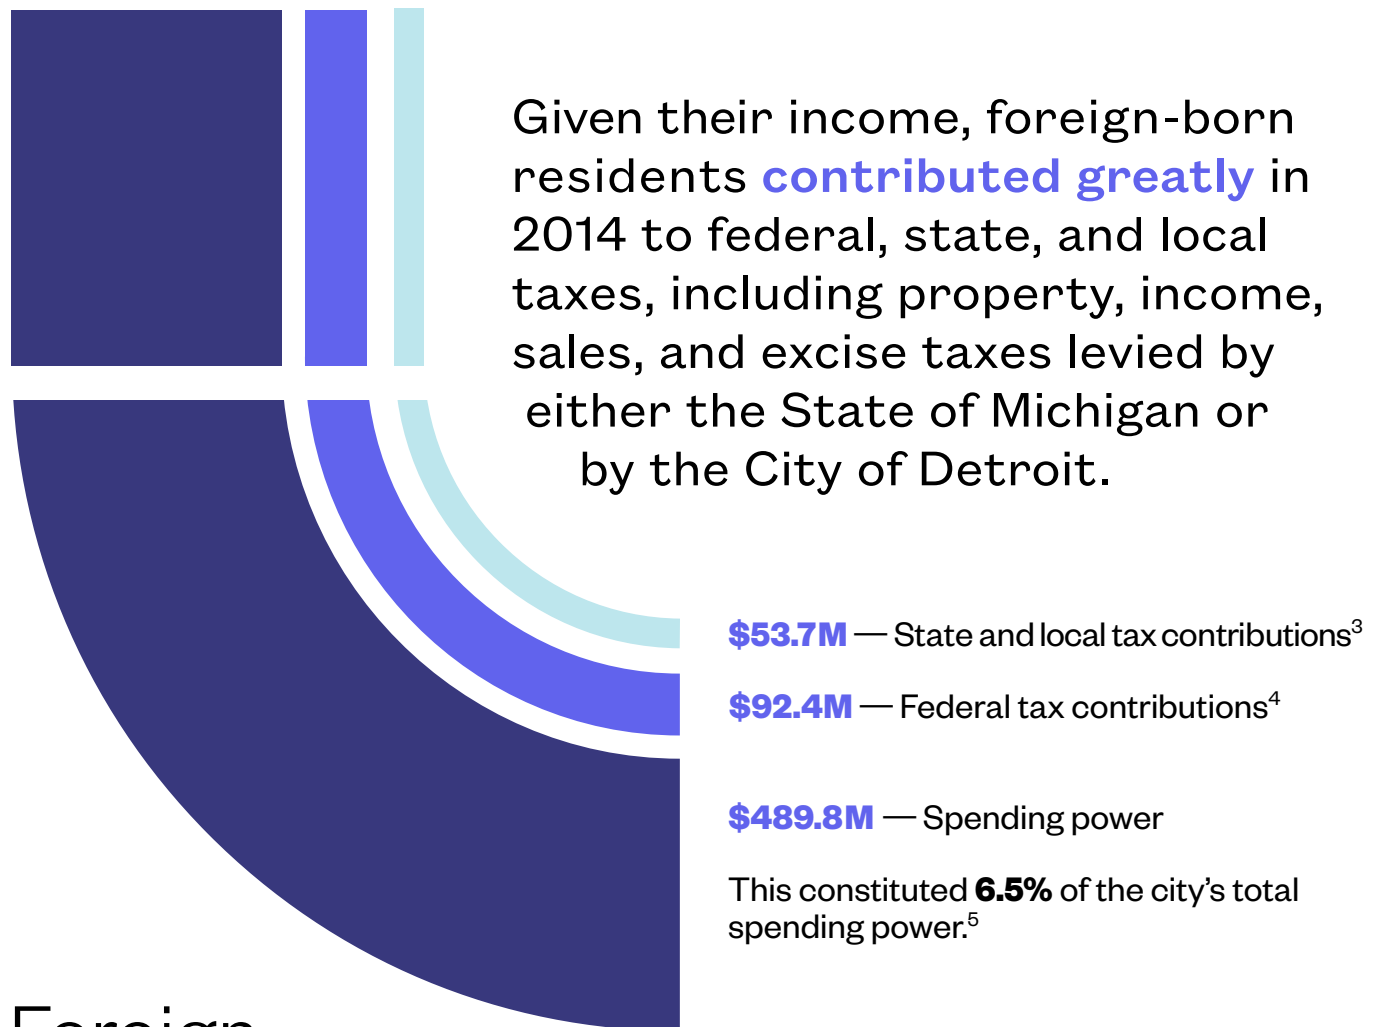 Given their income, foreign-born
residents contributed greatly in
2014 to federal, state, and local
taxes, including property, income,
sales, and excise taxes levied by
either the State of Michigan or
by the City of Detroit.
$53.7M — State and local tax contributions³
$92.4M — Federal tax contributions⁴
$489.8M — Spending power
This constituted 6.5% of the city’s total
spending power.⁵
Foreign